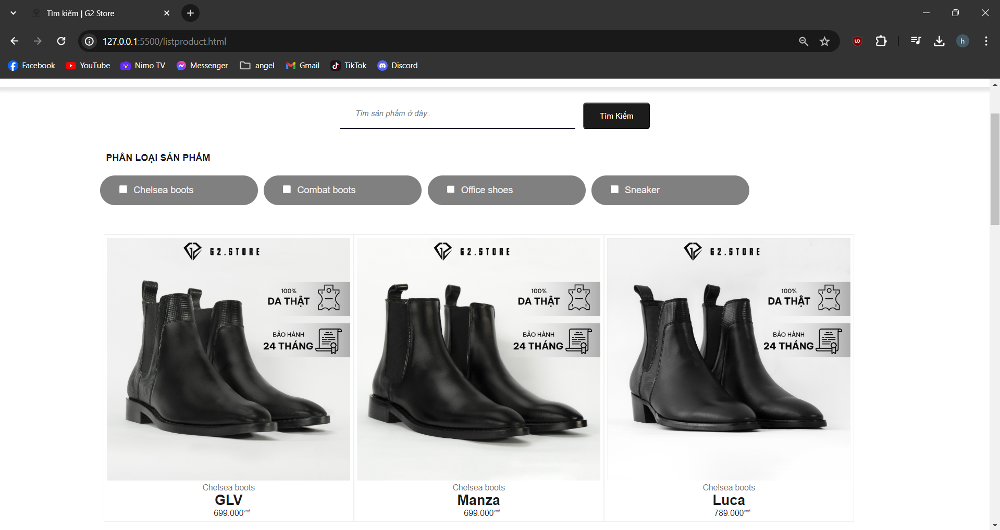 Tìm kiếm | G2 Store
127.0.0.1:5500/listproduct.html
h
Facebook YouTube Nimo TV Messenger angel Gmail TikTok Discord
Tìm sản phẩm ở đây.. Tìm Kiếm
PHÂN LOẠI SẢN PHẨM
Chelsea boots Combat boots Office shoes Sneaker
G2.STORE
100%
DA THẬT
BẢO HÀNH
24 THÁNG
Chelsea boots
GLV
699.000vnd
G2.STORE
100%
DA THẬT
BẢO HÀNH
24 THÁNG
Chelsea boots
Manza
699.000vnd
G2.STORE
100%
DA THẬT
BẢO HÀNH
24 THÁNG
Chelsea boots
Luca
789.000vnd